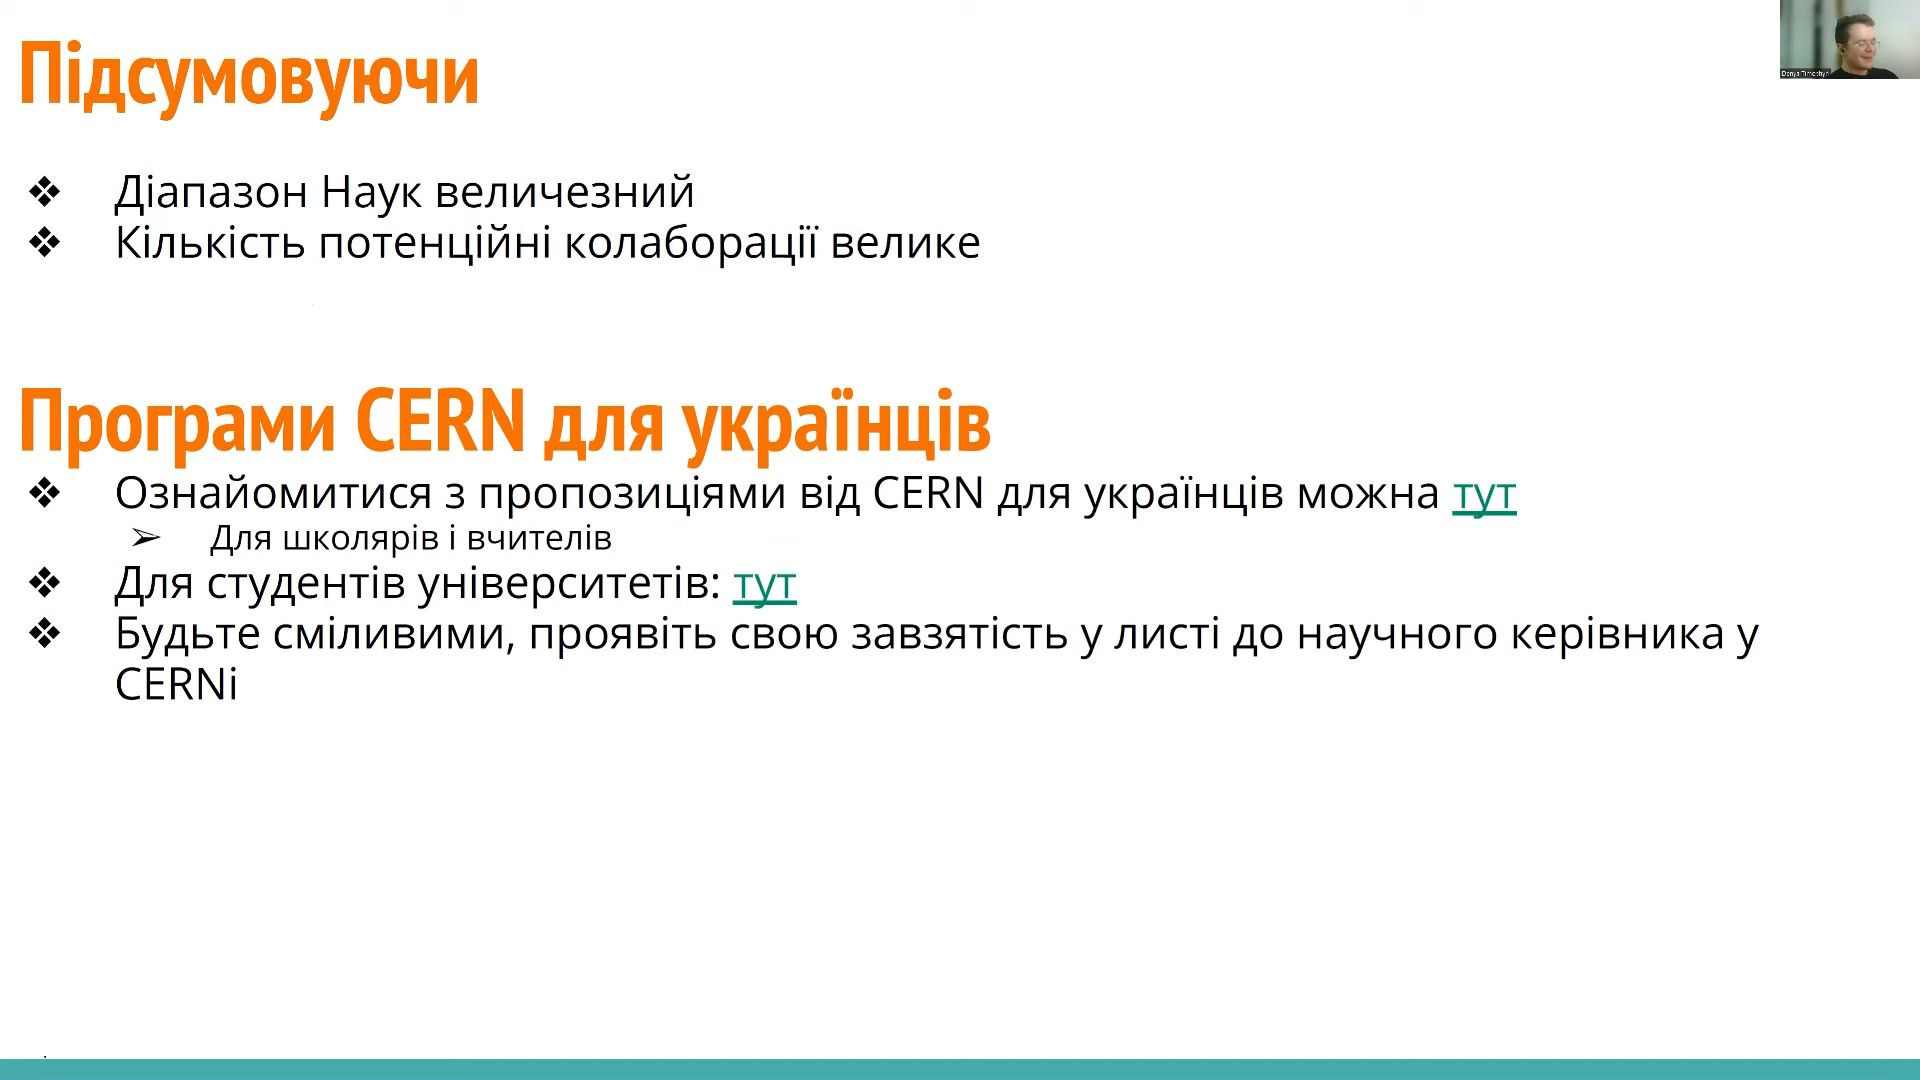 Підсумовуючи
Діапазон Наук величезний
Кількість потенційні колаборації велике
Програми CERN для українців
Ознайомитися з пропозиціями від CERN для українців можна тут
Для школярів і вчителів
Для студентів університетів: тут
Будьте сміливими, проявіть свою завзятість у листі до научного керівника у
CERNі